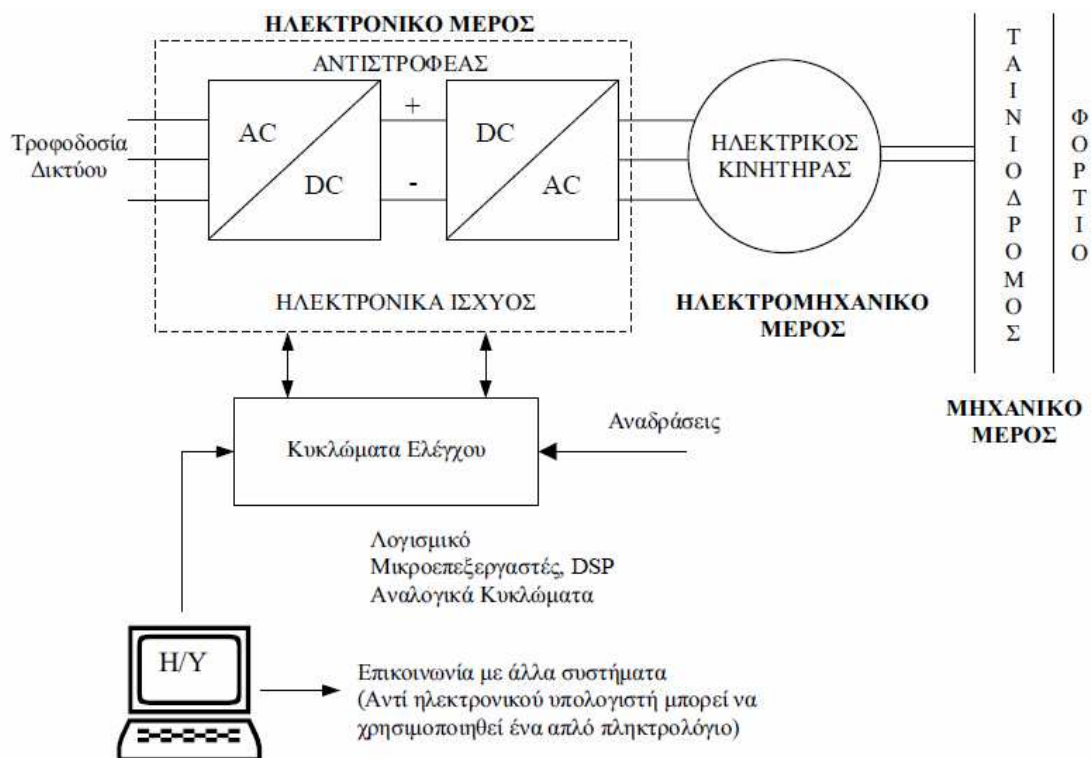 ΗΛΕΚΤΡΟΝΙΚΟ ΜΕΡΟΣ
ΑΝΤΙΣΤΡΟΦΕΑΣ
Τροφοδοσία
Δικτύου
AC
DC
+
-
DC
AC
ΗΛΕΚΤΡΙΚΟΣ
ΚΙΝΗΤΗΡΑΣ
ΤΑΙΝΙΟΔΡΟΜΟΣ
ΦΟΡΤΙΟ
ΗΛΕΚΤΡΟΝΙΚΑ ΙΣΧΥΟΣ
ΗΛΕΚΤΡΟΜΗΧΑΝΙΚΟ
ΜΕΡΟΣ
ΜΗΧΑΝΙΚΟ
ΜΕΡΟΣ
Κυκλώματα Ελέγχου
Αναδράσεις
Λογισμικό
Μικροεπεξεργαστές, DSP
Αναλογικά Κυκλώματα
Η/Υ
Επικοινωνία με άλλα συστήματα
(Αντί ηλεκτρονικού υπολογιστή μπορεί να
χρησιμοποιηθεί ένα απλό πληκτρολόγιο)